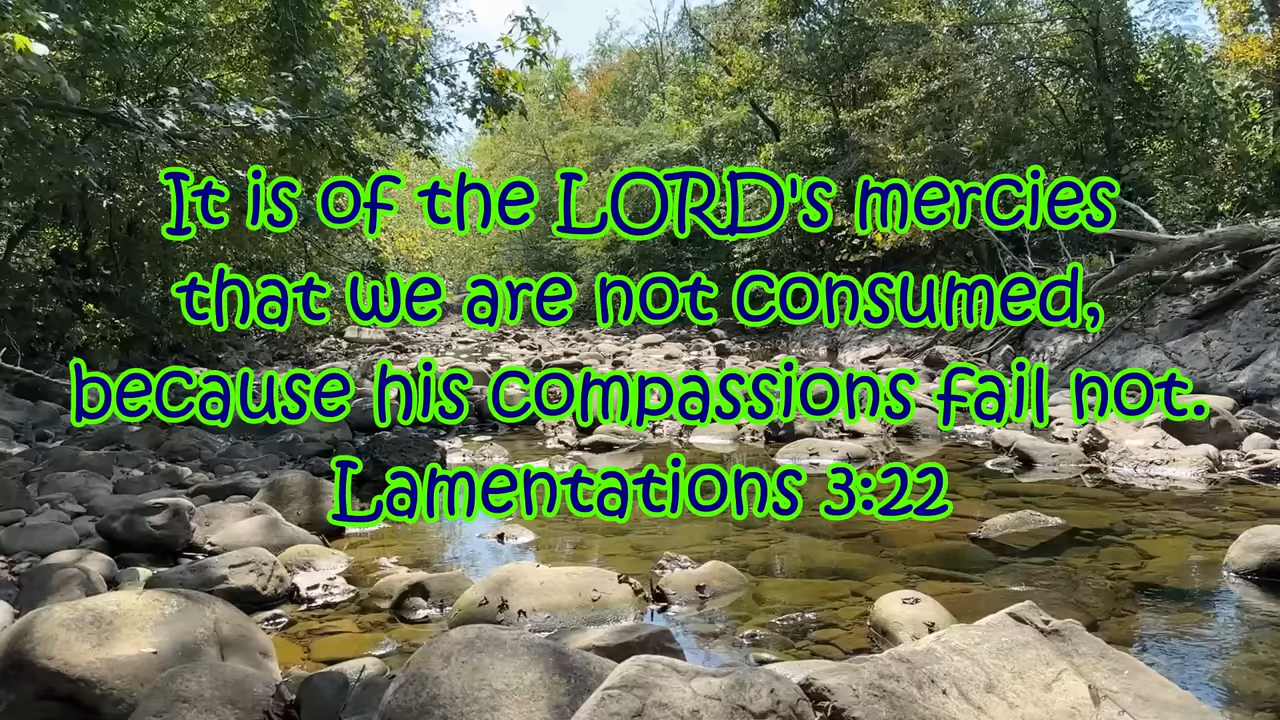 It is of the LORD's mercies
that we are not consumed,
because his compassions fail not.
Lamentations 3:22